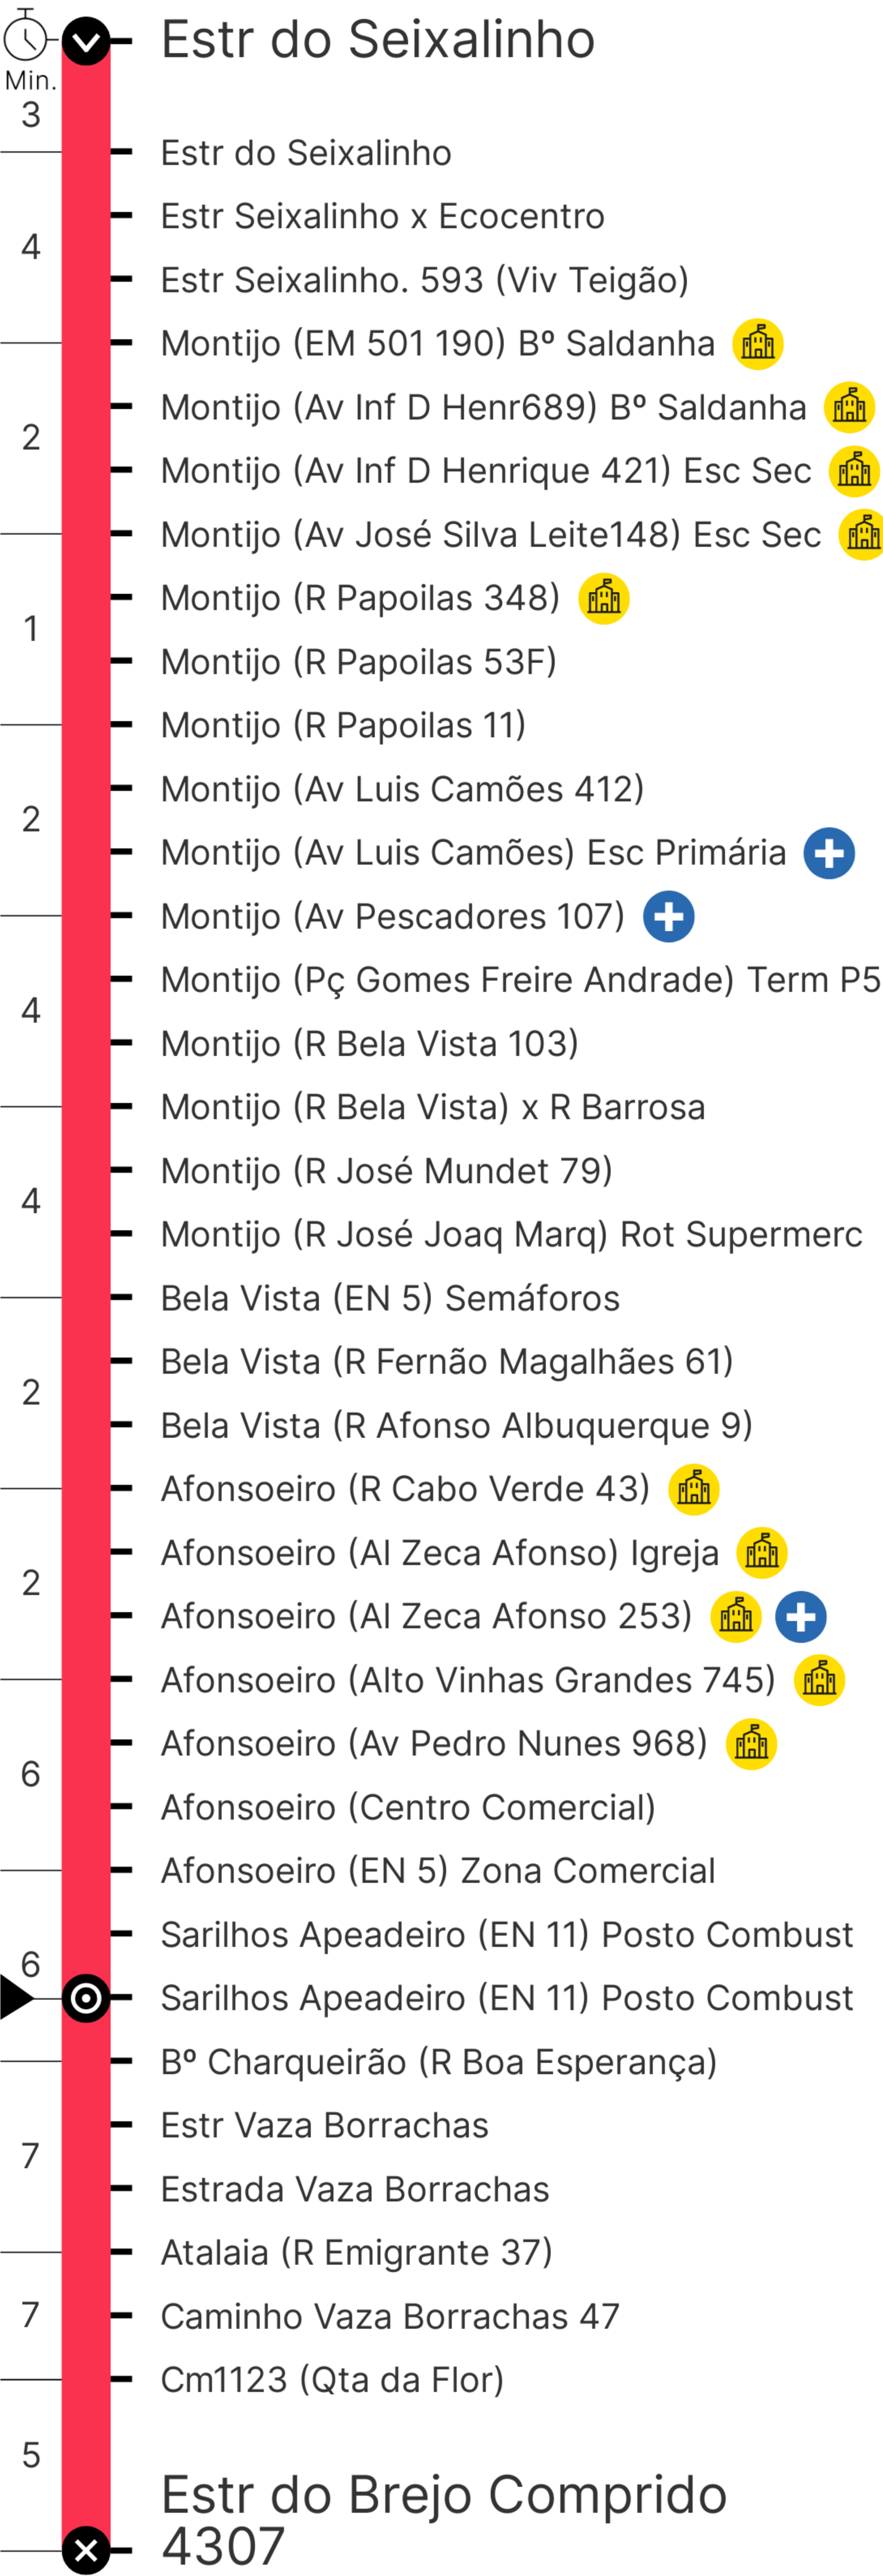 Estr do Seixalinho
Min.
3
Estr do Seixalinho
Estr Seixalinho x Ecocentro
4
Estr Seixalinho. 593 (Viv Teigão)
Montijo (EM 501 190) Bº Saldanha
Montijo (Av Inf D Henr689) Bº Saldanha
2
Montijo (Av Inf D Henrique 421) Esc Sec
Montijo (Av José Silva Leite148) Esc Sec
Montijo (R Papoilas 348)
1
Montijo (R Papoilas 53F)
Montijo (R Papoilas 11)
Montijo (Av Luis Camões 412)
2
Montijo (Av Luis Camões) Esc Primária
Montijo (Av Pescadores 107)
Montijo (Pç Gomes Freire Andrade) Term P5
4
Montijo (R Bela Vista 103)
Montijo (R Bela Vista) x R Barrosa
Montijo (R José Mundet 79)
4
Montijo (R José Joaq Marq) Rot Supermerc
Bela Vista (EN 5) Semáforos
Bela Vista (R Fernão Magalhães 61)
2
Bela Vista (R Afonso Albuquerque 9)
Afonsoeiro (R Cabo Verde 43)
Afonsoeiro (Al Zeca Afonso) Igreja
2
Afonsoeiro (Al Zeca Afonso 253)
Afonsoeiro (Alto Vinhas Grandes 745)
Afonsoeiro (Av Pedro Nunes 968)
6
Afonsoeiro (Centro Comercial)
Afonsoeiro (EN 5) Zona Comercial
Sarilhos Apeadeiro (EN 11) Posto Combust
6
Sarilhos Apeadeiro (EN 11) Posto Combust
Bº Charqueirão (R Boa Esperança)
Estr Vaza Borrachas
7
Estrada Vaza Borrachas
Atalaia (R Emigrante 37)
7
Caminho Vaza Borrachas 47
Cm1123 (Qta da Flor)
5
Estr do Brejo Comprido
4307